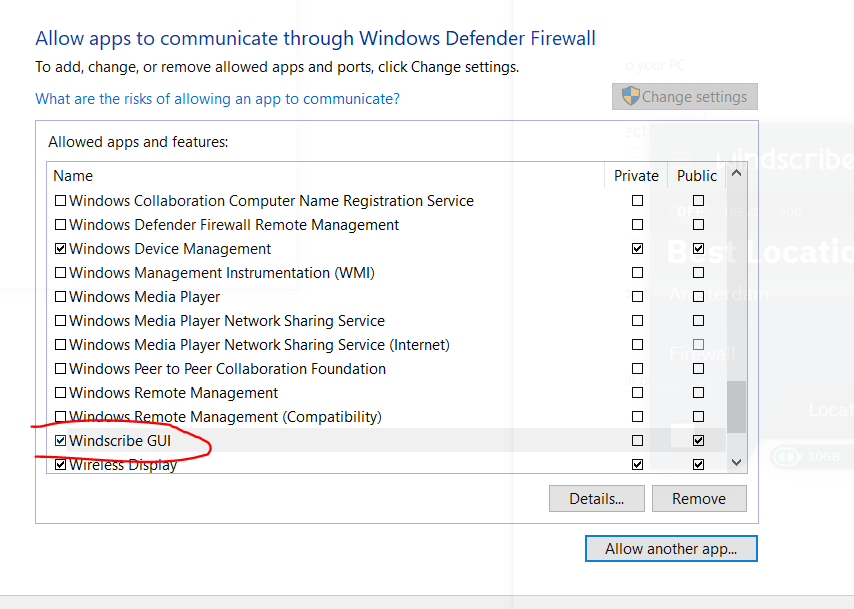 Allow apps to communicate through Windows Defender Firewall
To add, change, or remove allowed apps and ports, click Change settings.
o your PC
What are the risks of allowing an app to communicate?
Change settings
Allowed apps and features:
Windscribe
Name Private Public
Windows Collaboration Computer Name Registration Service
OFF
Windows Defender Firewall Remote Management
Windows Device Management
Best Locatio
Windows Management Instrumentation (WMI)
Windows Media Player
Amsterdam
Windows Media Player Network Sharing Service
Windows Media Player Network Sharing Service (Internet)
Firewall
Windows Peer to Peer Collaboration Foundation
Windows Remote Management
Windows Remote Management (Compatibility)
Locat
Windscribe GUI
10GB
Wireless Display
Details... Remove
Allow another app...